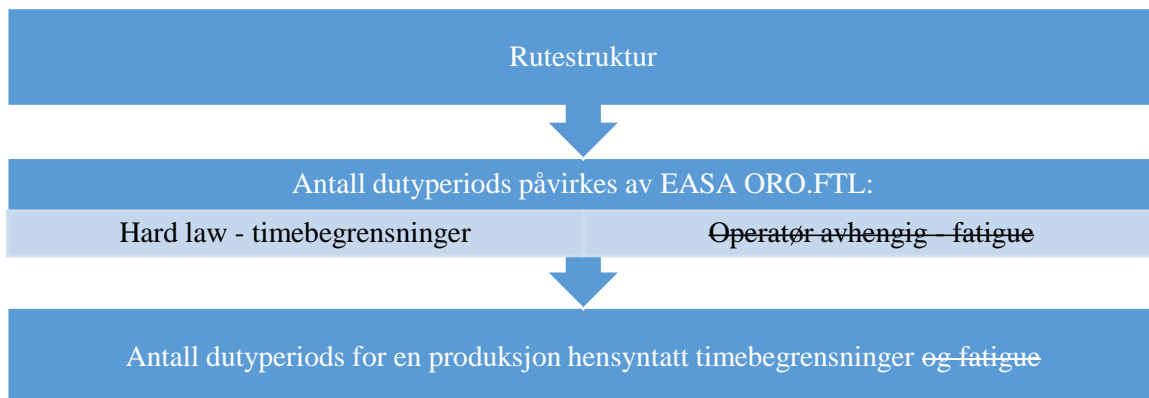 Rutestruktur
Antall dutyperiods påvirkes av EASA ORO.FTL:
Hard law - timebegrensninger
Operatør avhengig - fatigue
Antall dutyperiods for en produksjon hensyntatt timebegrensninger og fatigue